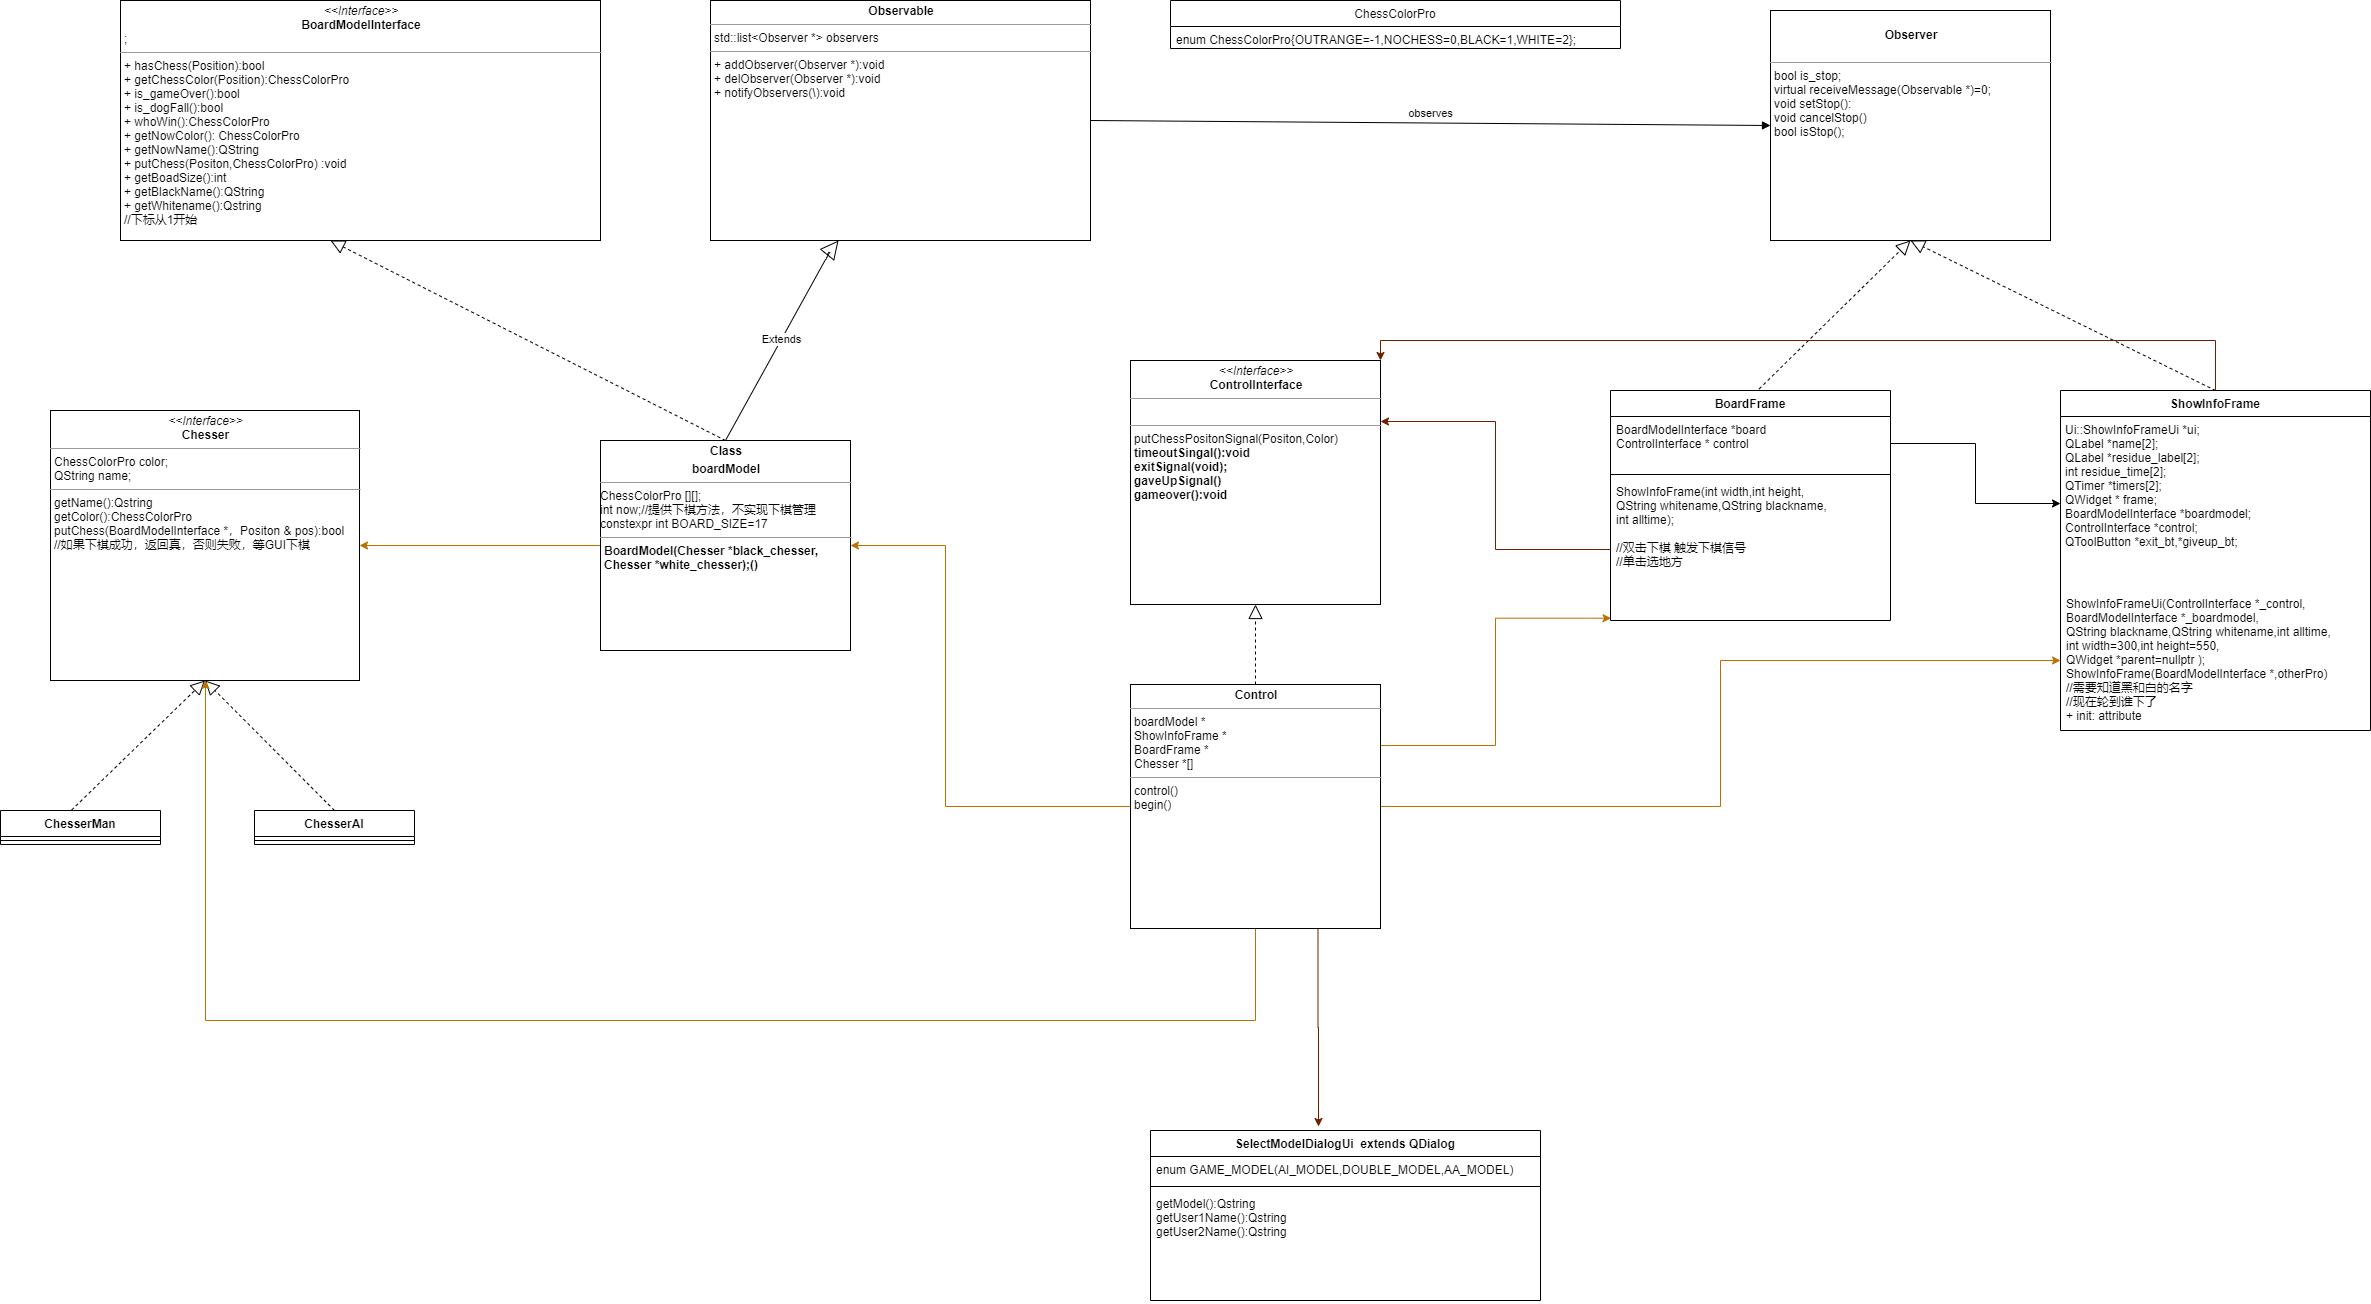 <<Interface>>
BoardModelInterface
;
+ hasChess(Position):bool
+ getChessColor(Position):ChessColorPro
+ is_gameOver():bool
+ is_dogFall():bool
+ whoWin():ChessColorPro
+ getNowColor(): ChessColorPro
+ getNowName():QString
+ putChess(Positon,ChessColorPro) :void
+ getBoadSize():int
+ getBlackName():QString
+ getWhitename():Qstring
//下标从1开始
Observable
std::list<Observer *> observers
+ addObserver(Observer *):void
+ delObserver(Observer *):void
+ notifyObservers(\):void
ChessColorPro
enum ChessColorPro{OUTRANGE=-1,NOCHESS=0,BLACK=1,WHITE=2};
observes
Observer
bool is_stop;
virtual receiveMessage(Observable *)=0;
void setStop():
void cancelStop()
bool isStop();
Extends
<<Interface>>
Chesser
ChessColorPro color;
QString name;
getName():Qstring
getColor():ChessColorPro
putChess(BoardModelInterface *，Positon & pos):bool
//如果下棋成功，返回真，否则失败，等GUI下棋
Class
boardModel
ChessColorPro [][];
int now;//提供下棋方法，不实现下棋管理
constexpr int BOARD_SIZE=17
BoardModel(Chesser *black_chesser,
Chesser *white_chesser);()
<<Interface>>
ControlInterface
putChessPositonSignal(Positon,Color)
timeoutSingal():void
exitSignal(void);
gaveUpSignal()
gameover():void
BoardFrame
BoardModelInterface *board
ControlInterface * control
ShowInfoFrame(int width,int height,
QString whitename,QString blackname,
int alltime);
//双击下棋 触发下棋信号
//单击选地方
ShowInfoFrame
Ui::ShowInfoFrameUi *ui;
QLabel *name[2];
QLabel *residue_label[2];
int residue_time[2];
QTimer *timers[2];
QWidget * frame;
BoardModelInterface *boardmodel;
ControlInterface *control;
QToolButton *exit_bt,*giveup_bt;
ShowInfoFrameUi(ControlInterface *_control,
BoardModelInterface *_boardmodel,
QString blackname,QString whitename,int alltime,
int width=300,int height=550,
QWidget *parent=nullptr );
ShowInfoFrame(BoardModelInterface *,otherPro)
//需要知道黑和白的名字
//现在轮到谁下了
+ init: attribute
Control
boardModel *
ShowInfoFrame *
BoardFrame *
Chesser *[]
control()
begin()
ChesserMan
ChesserAI
SelectModelDialogUi  extends QDialog
enum GAME_MODEL(AI_MODEL,DOUBLE_MODEL,AA_MODEL)
getModel():Qstring
getUser1Name():Qstring
getUser2Name():Qstring